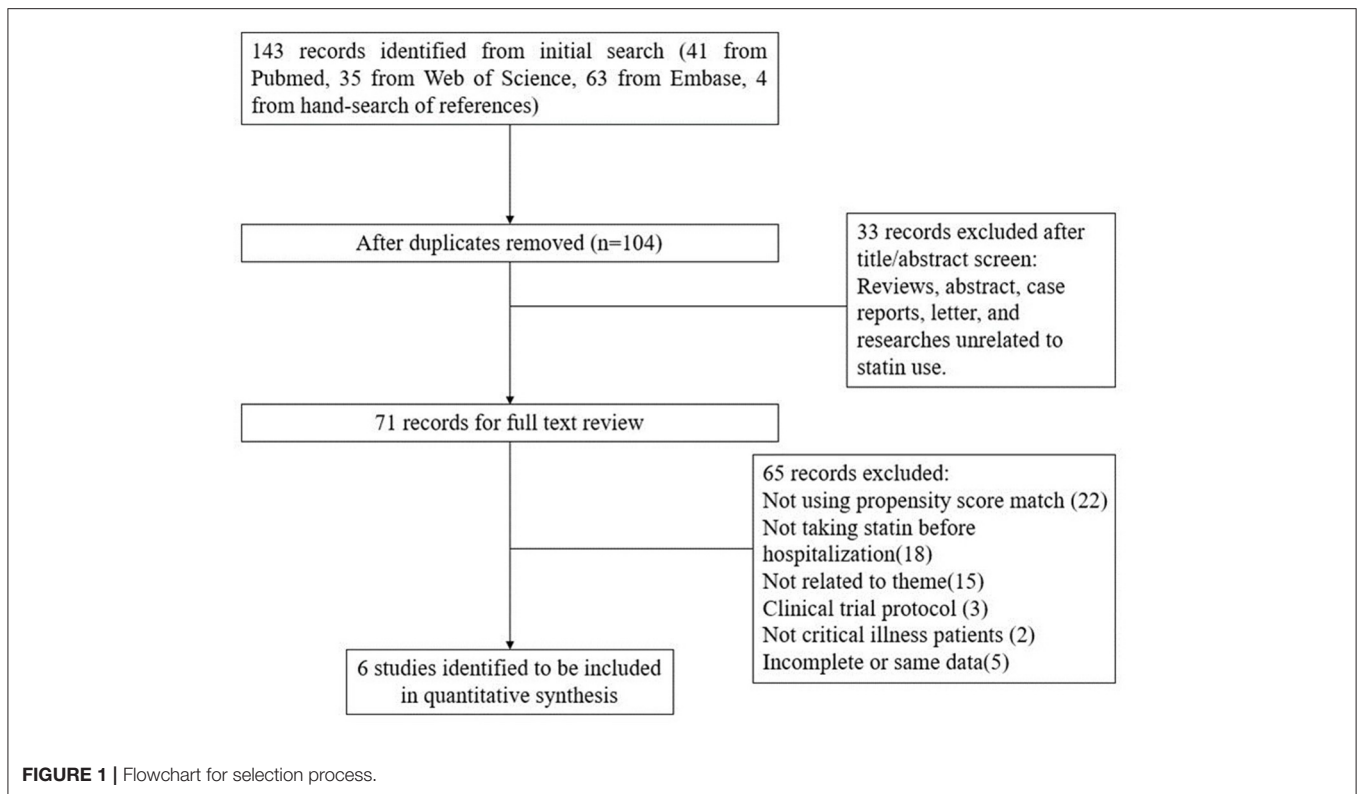 143 records identified from initial search (41 from
Pubmed, 35 from Web of Science, 63 from Embase, 4
from hand-search of references)
After duplicates removed (n=104)
33 records excluded after
title/abstract screen:
Reviews, abstract, case
reports, letter, and
researches unrelated to
statin use.
71 records for full text review
65 records excluded:
Not using propensity score match (22)
Not taking statin before
hospitalization(18)
Not related to theme(15)
Clinical trial protocol (3)
Not critical illness patients (2)
Incomplete or same data(5)
6 studies identified to be included
in quantitative synthesis
FIGURE 1 | Flowchart for selection process.